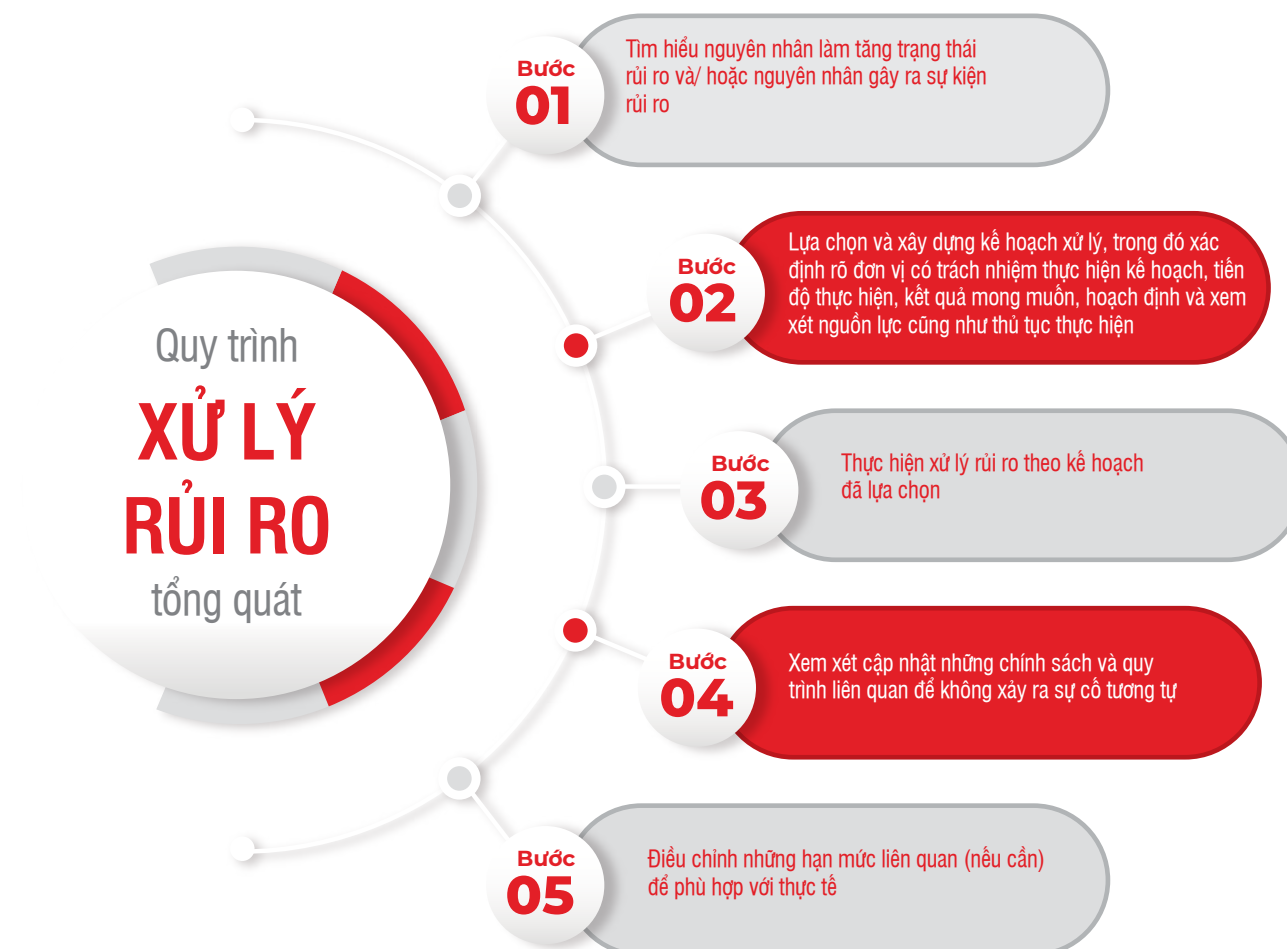 Quy trình
XỬ LÝ
RỦI RO
tổng quát
Bước
01
Tìm hiểu nguyên nhân làm tăng trạng thái
rủi ro và/ hoặc nguyên nhân gây ra sự kiện
rủi ro
Bước
02
Lựa chọn và xây dựng kế hoạch xử lý, trong đó xác
định rõ đơn vị có trách nhiệm thực hiện kế hoạch, tiến
độ thực hiện, kết quả mong muốn, hoạch định và xem
xét nguồn lực cũng như thủ tục thực hiện
Bước
03
Thực hiện xử lý rủi ro theo kế hoạch
đã lựa chọn
Bước
04
Xem xét cập nhật những chính sách và quy
trình liên quan để không xảy ra sự cố tương tự
Bước
05
Điều chỉnh những hạn mức liên quan (nếu cần)
để phù hợp với thực tế